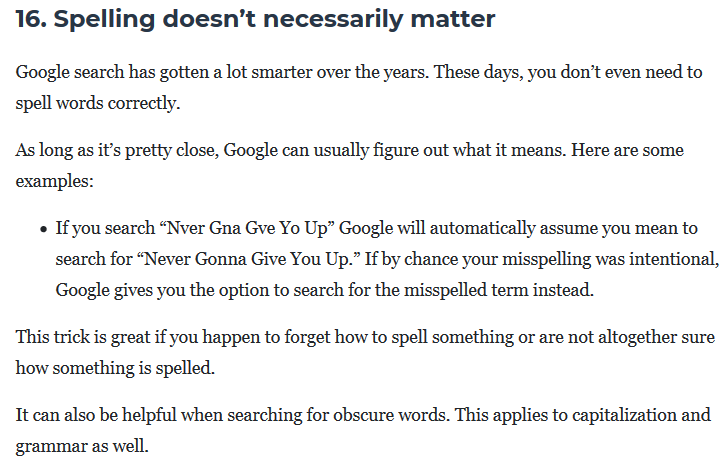 16. Spelling doesn’t necessarily matter
Google search has gotten a lot smarter over the years. These days, you don’t even need to
spell words correctly.
As long as it’s pretty close, Google can usually figure out what it means. Here are some
examples:
• If you search “Nver Gna Gve Yo Up” Google will automatically assume you mean to
search for “Never Gonna Give You Up.” If by chance your misspelling was intentional,
Google gives you the option to search for the misspelled term instead.
This trick is great if you happen to forget how to spell something or are not altogether sure
how something is spelled.
It can also be helpful when searching for obscure words. This applies to capitalization and
grammar as well.